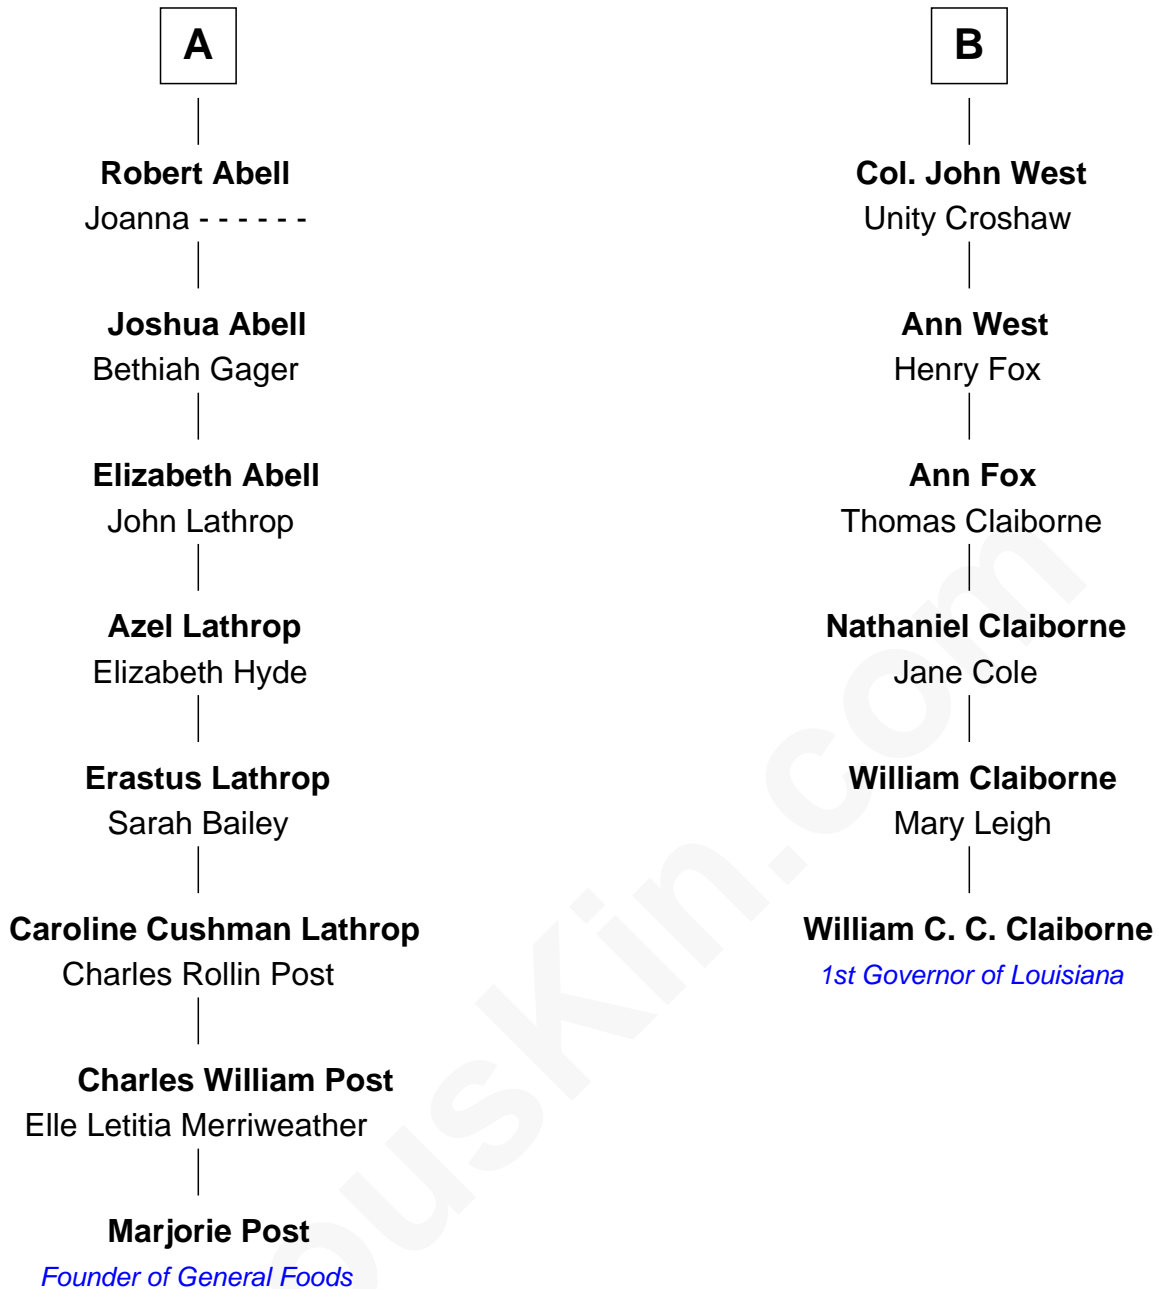 A
Robert Abell
Joanna - - - - - -
Joshua Abell
Bethiah Gager
Elizabeth Abell
John Lathrop
Azel Lathrop
Elizabeth Hyde
Erastus Lathrop
Sarah Bailey
Caroline Cushman Lathrop
Charles Rollin Post
Charles William Post
Elle Letitia Merriweather
Marjorie Post
Founder of General Foods
B
Col. John West
Unity Croshaw
Ann West
Henry Fox
Ann Fox
Thomas Claiborne
Nathaniel Claiborne
Jane Cole
William Claiborne
Mary Leigh
William C. C. Claiborne
1st Governor of Louisiana
ouskin.com